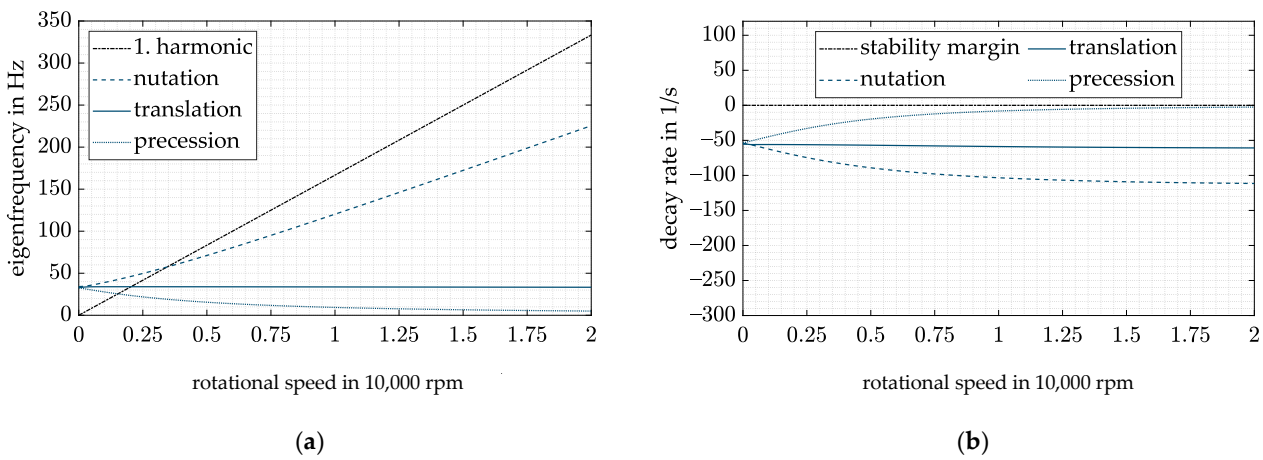 350
300
250
200
150
100
50
0
eigenfrequency in Hz
1. harmonic
nutation
translation
precession
0 0.25 0.5 0.75 1 1.25 1.5 1.75 2
rotational speed in 10,000 rpm
(a)
100
50
0
−50
−100
−150
−200
−250
−300
decay rate in 1/s
stability margin translation
nutation precession
0 0.25 0.5 0.75 1 1.25 1.5 1.75 2
rotational speed in 10,000 rpm
(b)